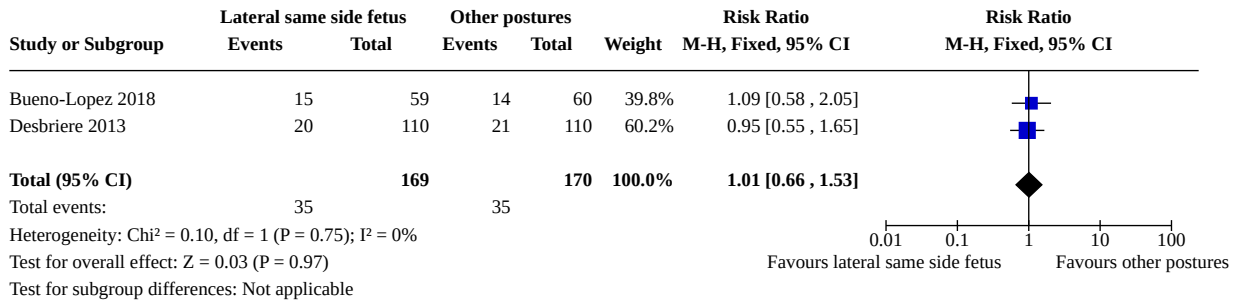 Lateral same side fetus Other postures Risk Ratio Risk Ratio
Study or Subgroup Events Total Events Total Weight M-H, Fixed, 95% CI M-H, Fixed, 95% CI
Bueno-Lopez 2018 15 59 14 60 39.8% 1.09 [0.58 , 2.05]
Desbriere 2013 20 110 21 110 60.2% 0.95 [0.55 , 1.65]
Total (95% CI) 169 170 100.0% 1.01 [0.66 , 1.53]
Total events: 35 35
Heterogeneity: Chi² = 0.10, df = 1 (P = 0.75); I² = 0%
0.01 0.1 1 10 100
Test for overall effect: Z = 0.03 (P = 0.97) Favours lateral same side fetus Favours other postures
Test for subgroup differences: Not applicable